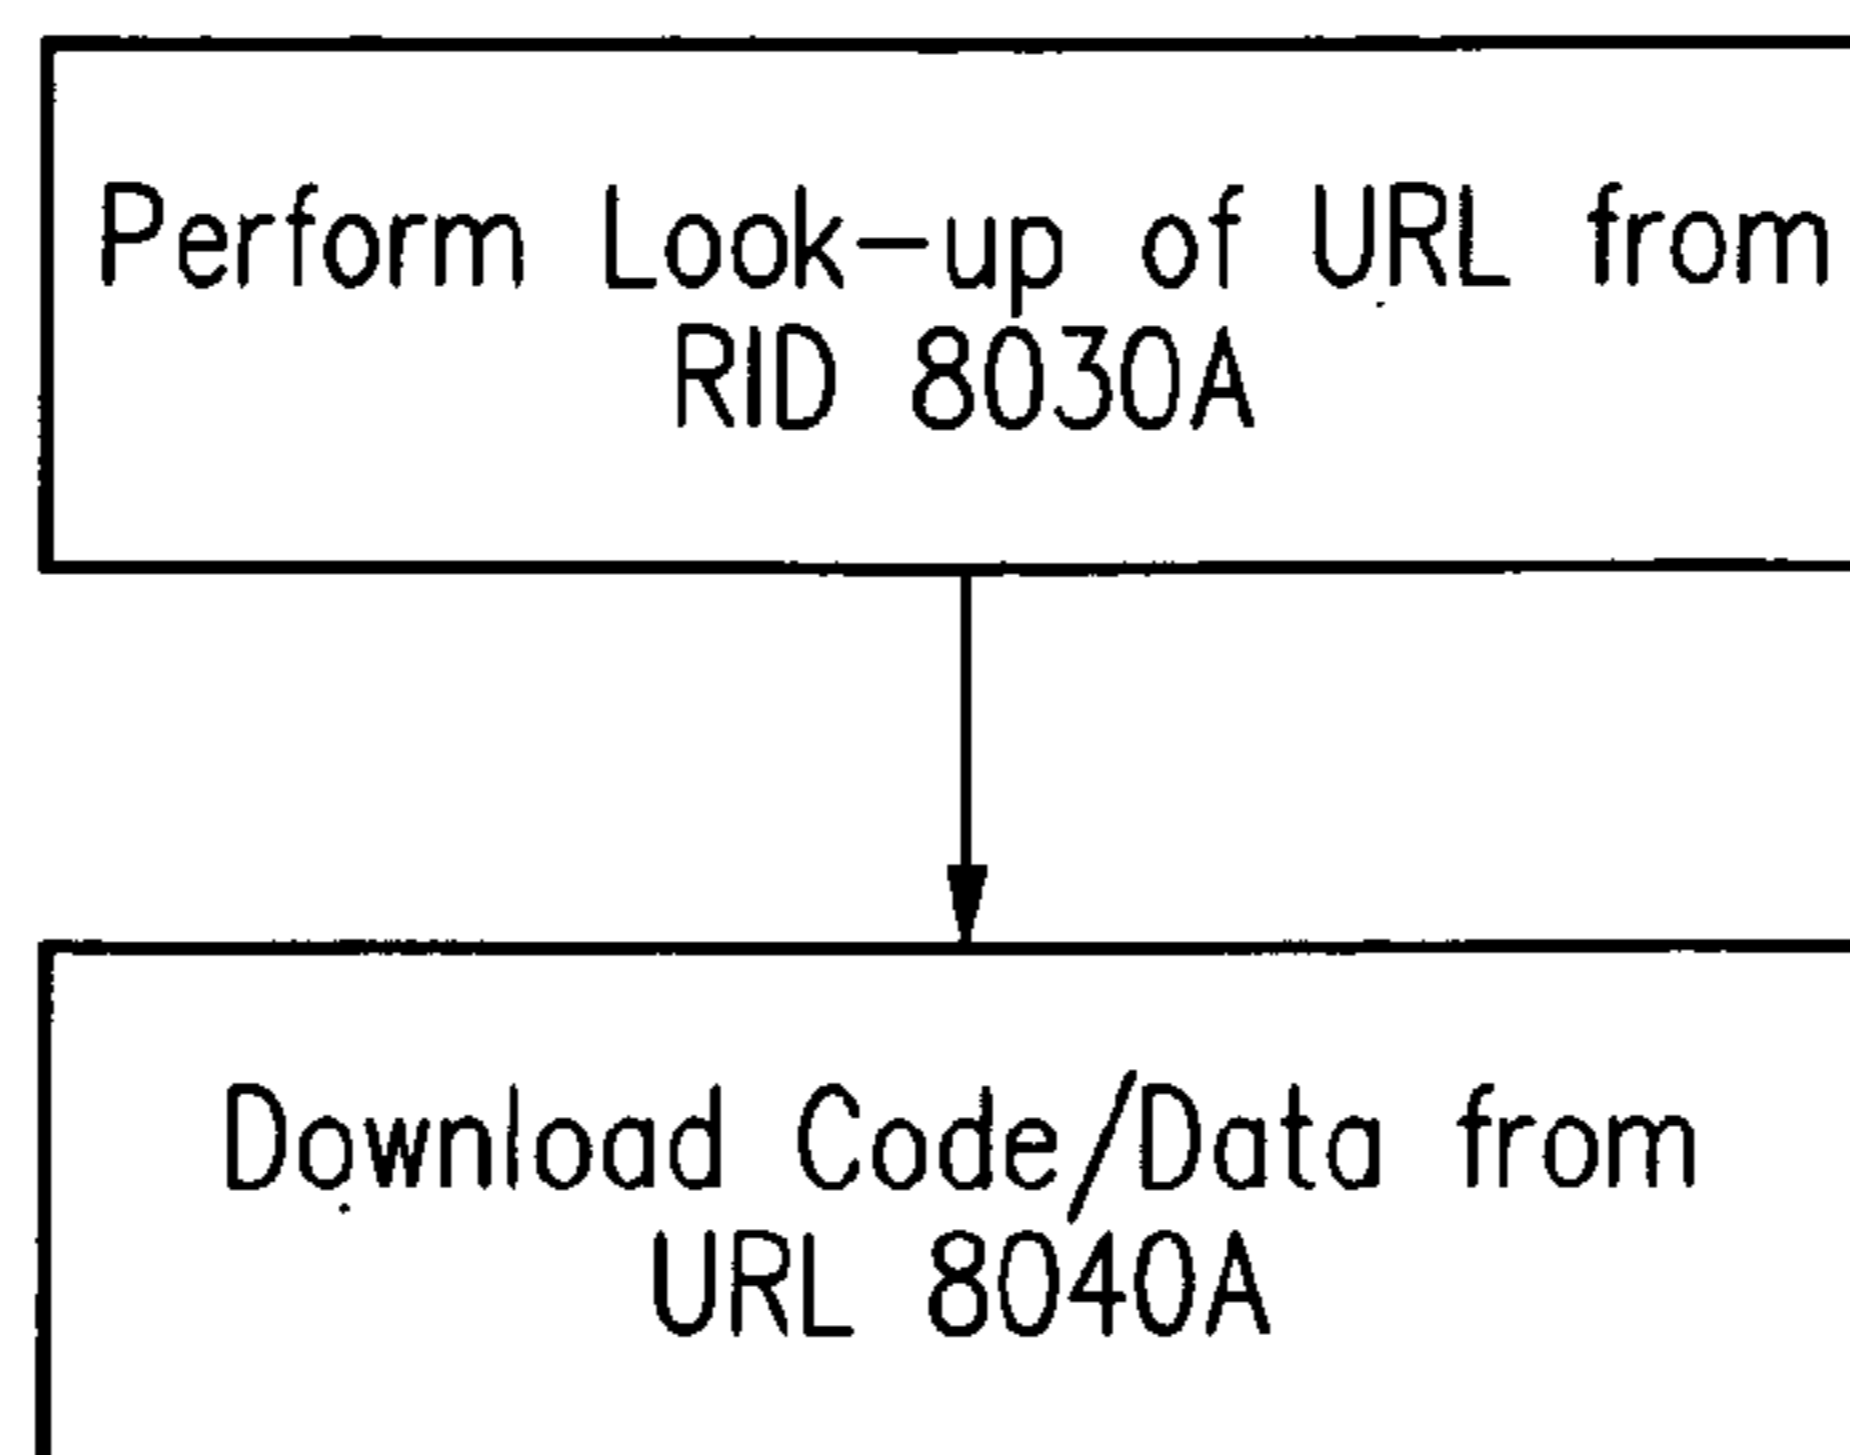 Perform Look-up of URL from
RID 8030A
Download Code/Data from
URL 8040A